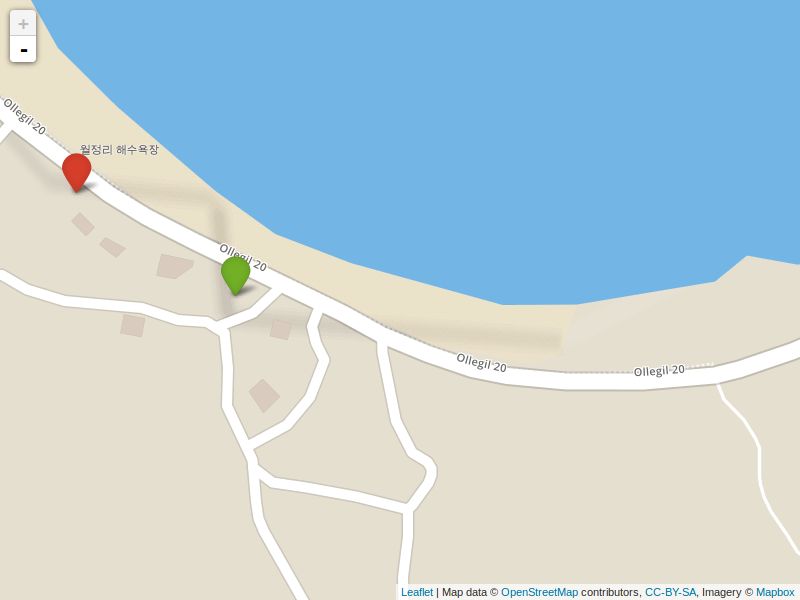 +
-
Ollegil 20
월정리 해수욕장
Ollegil 20
Ollegil 20
Ollegil 20
Leaflet | Map data © OpenStreetMap contributors, CC-BY-SA, Imagery © Mapbox